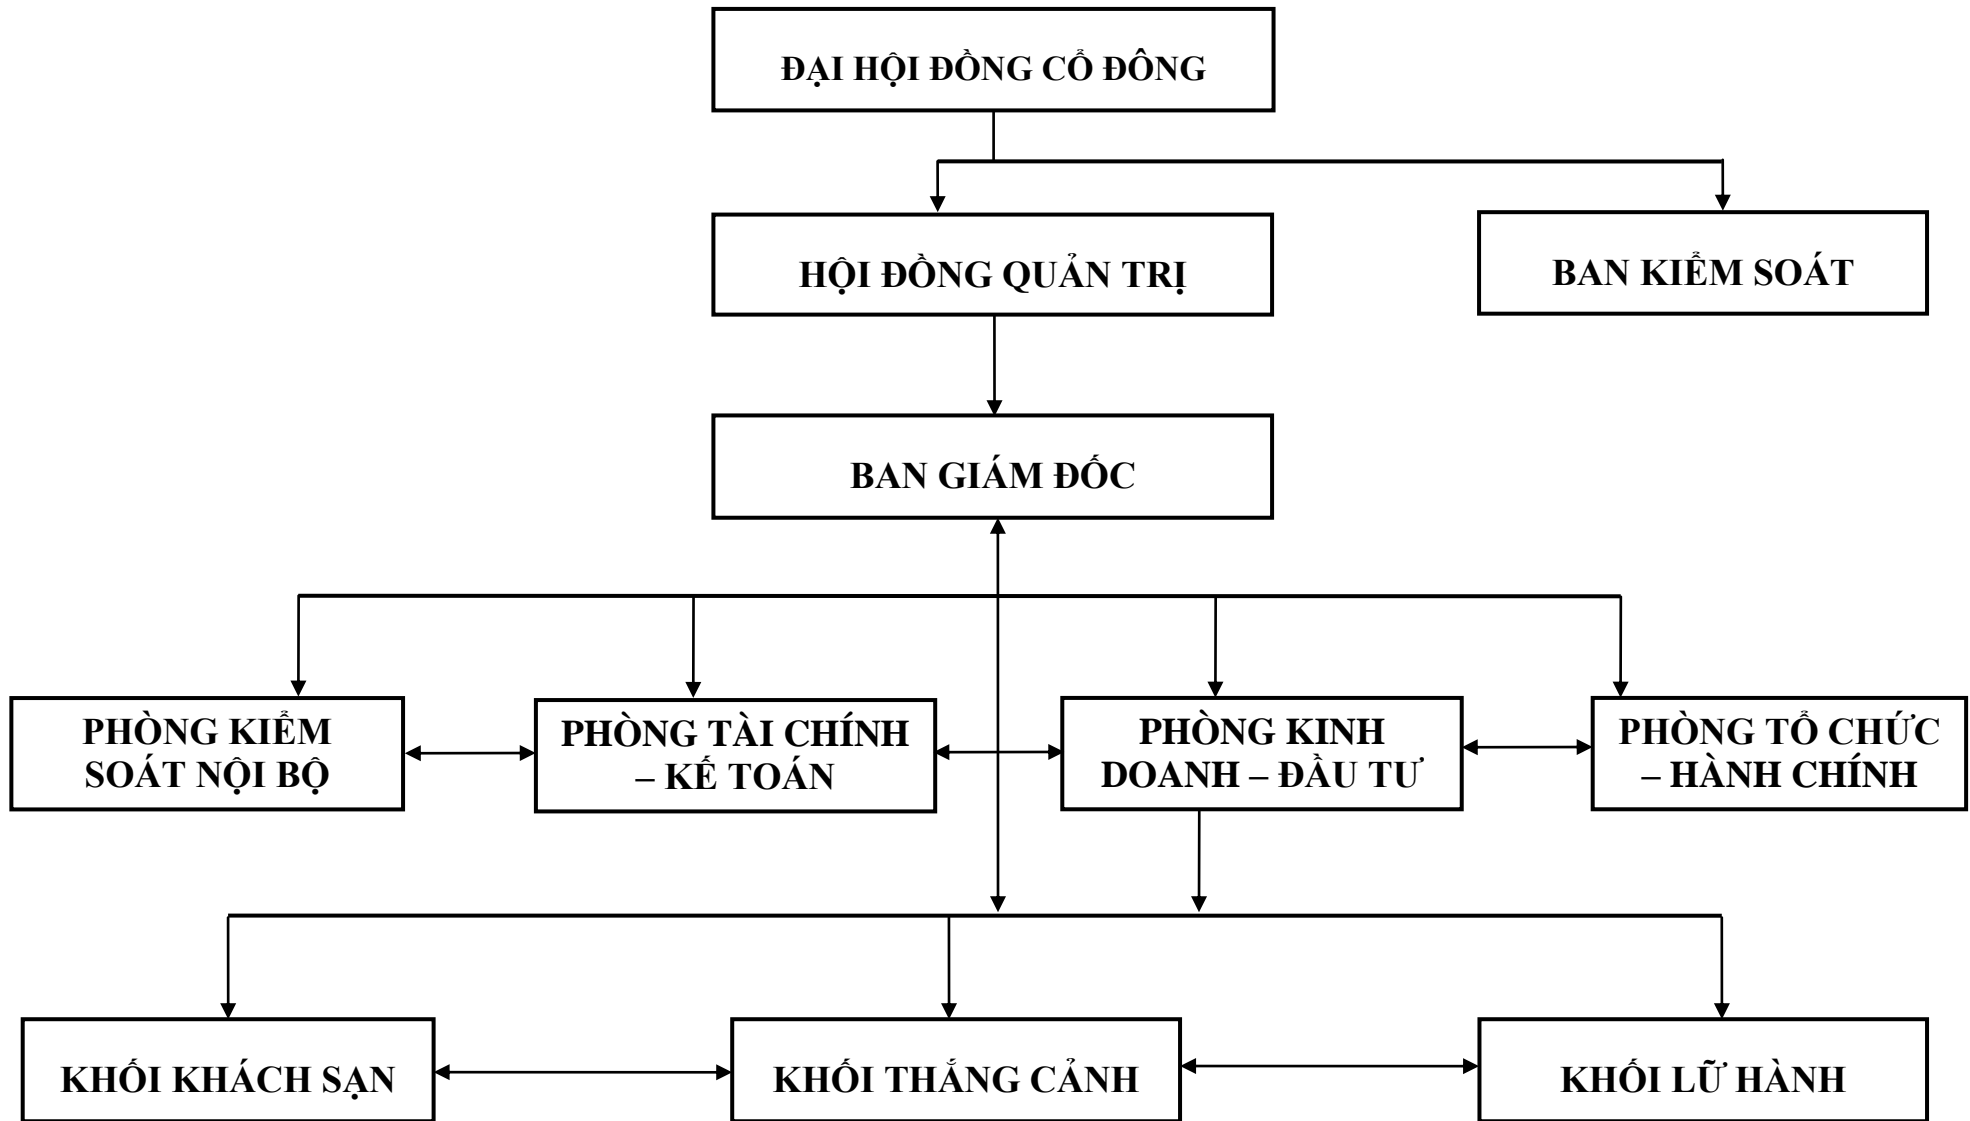 ĐẠI HỘI ĐỒNG CỔ ĐÔNG
HỘI ĐỒNG QUẢN TRỊ
BAN KIỂM SOÁT
BAN GIÁM ĐỐC
PHÒNG KIỂM
SOÁT NỘI BỘ
PHÒNG TÀI CHÍNH
– KẾ TOÁN
PHÒNG KINH
DOANH – ĐẦU TƯ
PHÒNG TỔ CHỨC
– HÀNH CHÍNH
KHỐI KHÁCH SẠN
KHỐI THẮNG CẢNH
KHỐI LỮ HÀNH